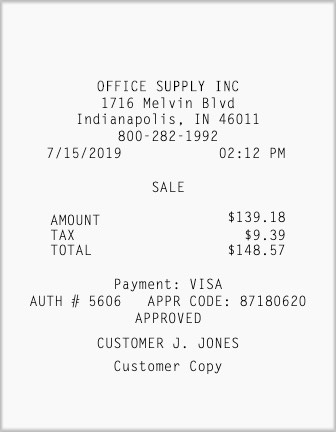 OFFICE SUPPLY INC
1716 Melvin Blvd
Indianapolis, IN 46011
800-282-1992
7/15/2019 02:12 PM
SALE
AMOUNT $139.18
TAX $9.39
TOTAL $148.57
Payment: VISA
AUTH # 5606 APPR CODE: 87180620
APPROVED
CUSTOMER J. JONES
Customer Copy